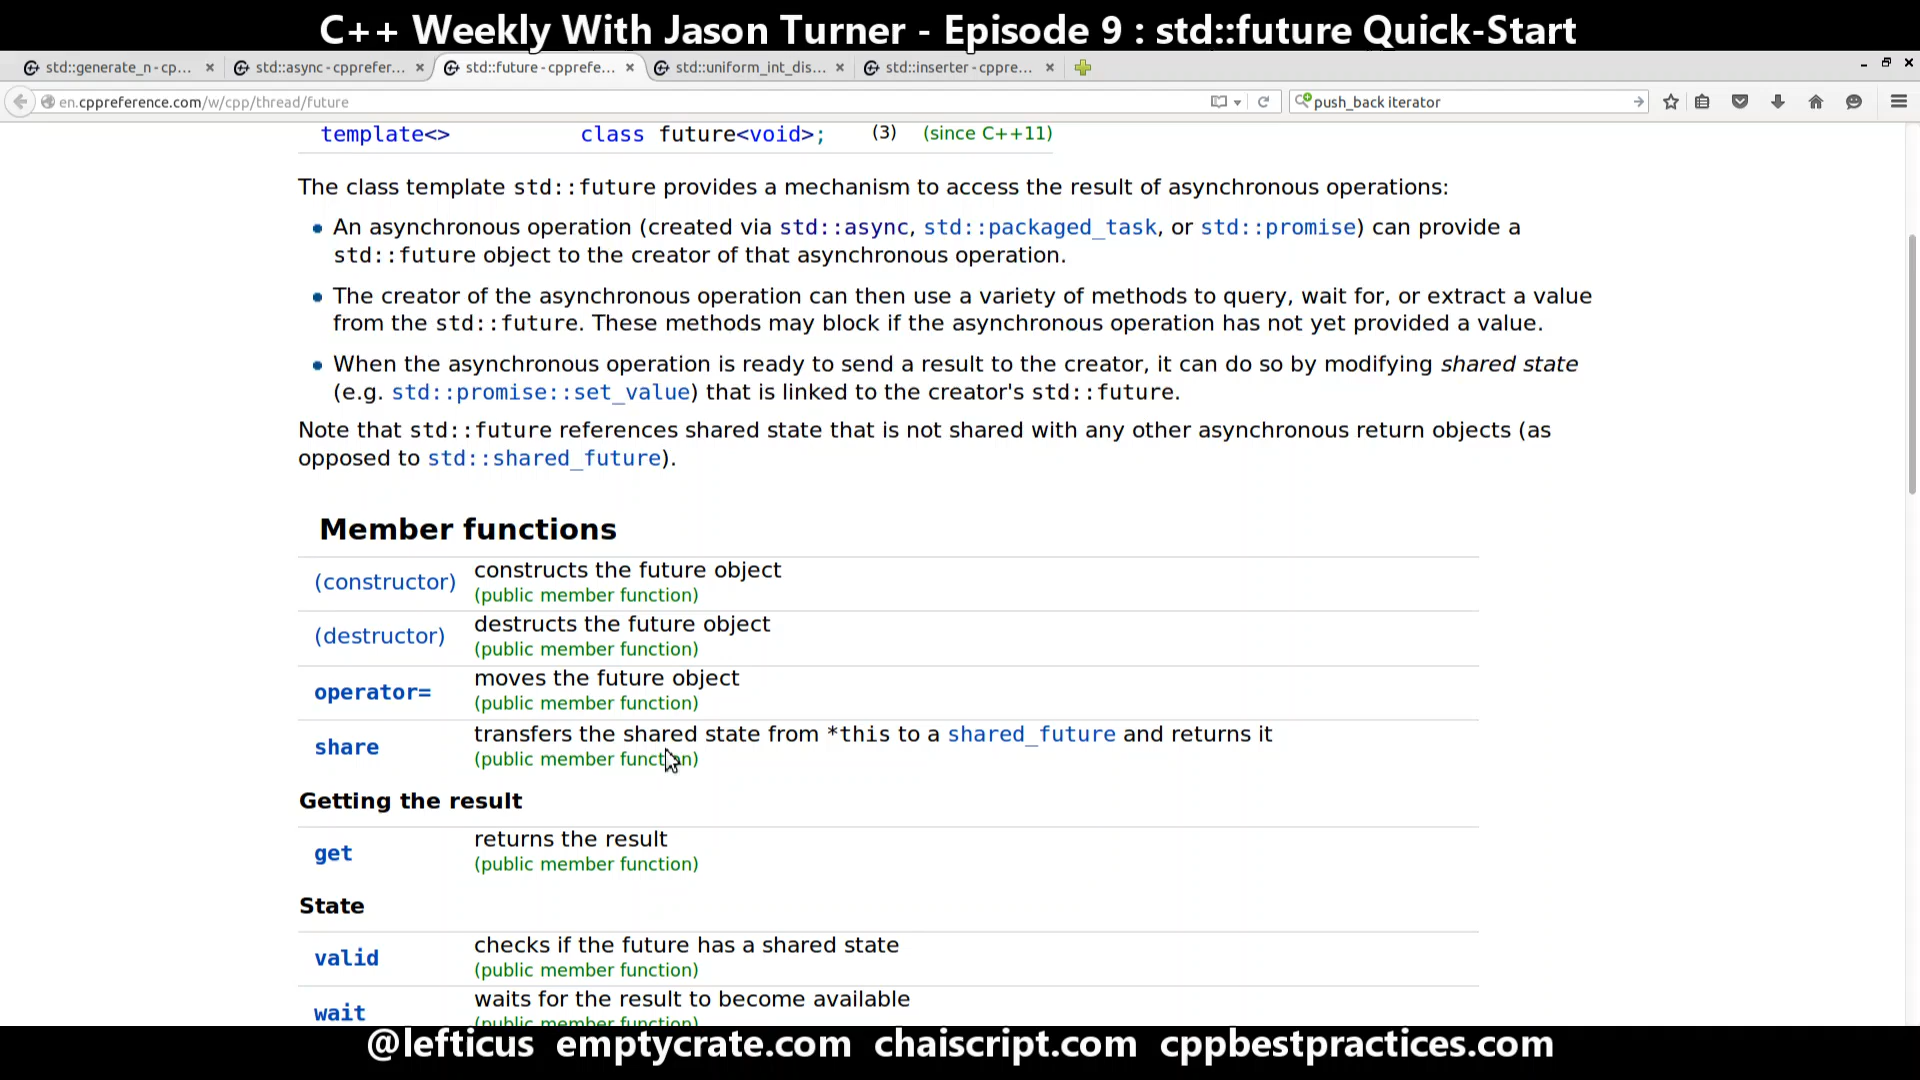 C++ Weekly With Jason Turner - Episode 9 : std::future Quick-Start
std::generate_n - cp... × std::async - cpprefer... × std::future - cpprefe... × std::uniform_int_dis... × std::inserter - cppre... ×
en.cppreference.com/w/cpp/thread/future push_back iterator
template<> class future<void>; (3) (since C++11)
The class template std::future provides a mechanism to access the result of asynchronous operations:
An asynchronous operation (created via std::async, std::packaged_task, or std::promise) can provide a
std::future object to the creator of that asynchronous operation.
The creator of the asynchronous operation can then use a variety of methods to query, wait for, or extract a value
from the std::future. These methods may block if the asynchronous operation has not yet provided a value.
When the asynchronous operation is ready to send a result to the creator, it can do so by modifying shared state
(e.g. std::promise::set_value) that is linked to the creator's std::future.
Note that std::future references shared state that is not shared with any other asynchronous return objects (as
opposed to std::shared_future).
Member functions
(constructor) constructs the future object
(public member function)
(destructor) destructs the future object
(public member function)
operator= moves the future object
(public member function)
share transfers the shared state from *this to a shared_future and returns it
(public member function)
Getting the result
get returns the result
(public member function)
State
valid checks if the future has a shared state
(public member function)
wait waits for the result to become available
(public member function)
@lefticus emptycrate.com chaiscript.com cppbestpractices.com